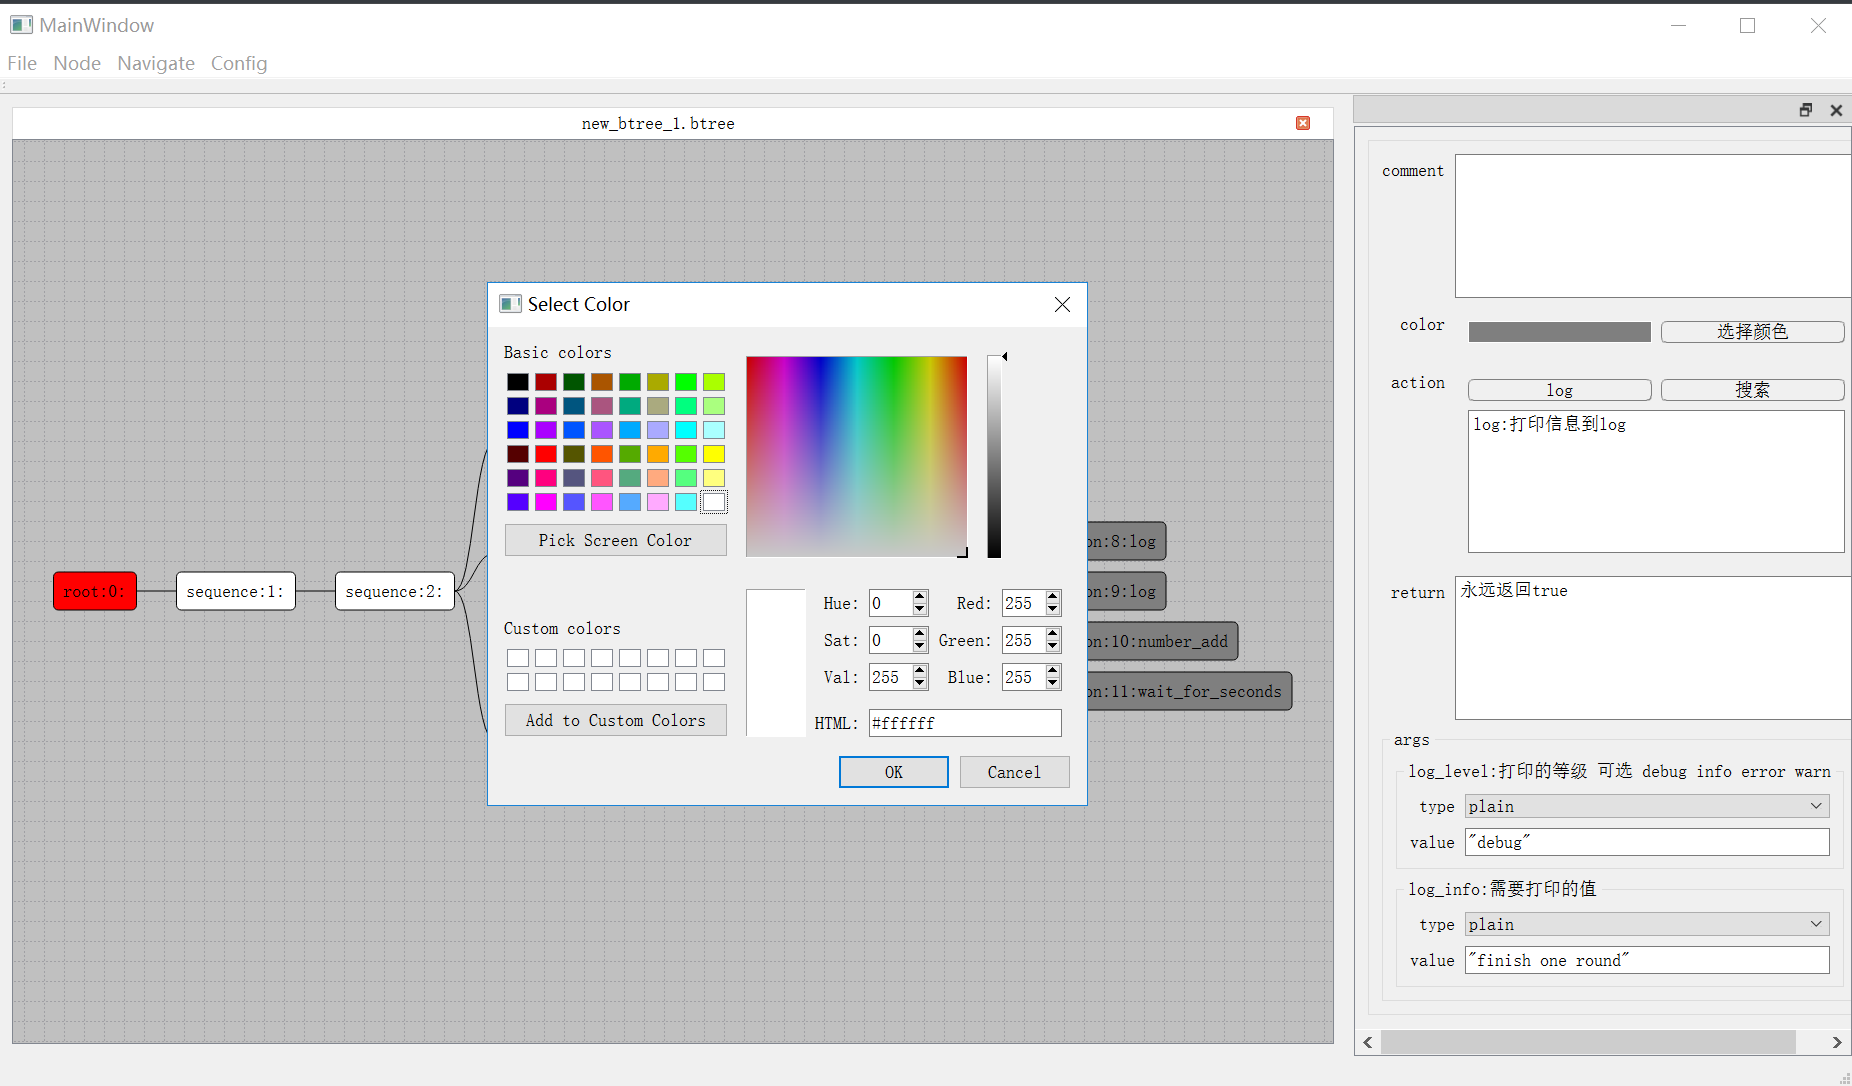 MainWindow
File Node Navigate Config
new_btree_1.btree
root:0:
sequence:1:
sequence:2:
on:8:log
on:9:log
on:10:number_add
on:11:wait_for_seconds
Select Color
Basic colors
Pick Screen Color
Custom colors
Add to Custom Colors
Hue: 0 Red: 255
Sat: 0 Green: 255
Val: 255 Blue: 255
HTML: #ffffff
OK Cancel
comment
color 选择颜色
action log 搜索
log:打印信息到log
return 永远返回true
args
log_level:打印的等级 可选 debug info error warn
type plain
value "debug"
log_info:需要打印的值
type plain
value "finish one round"